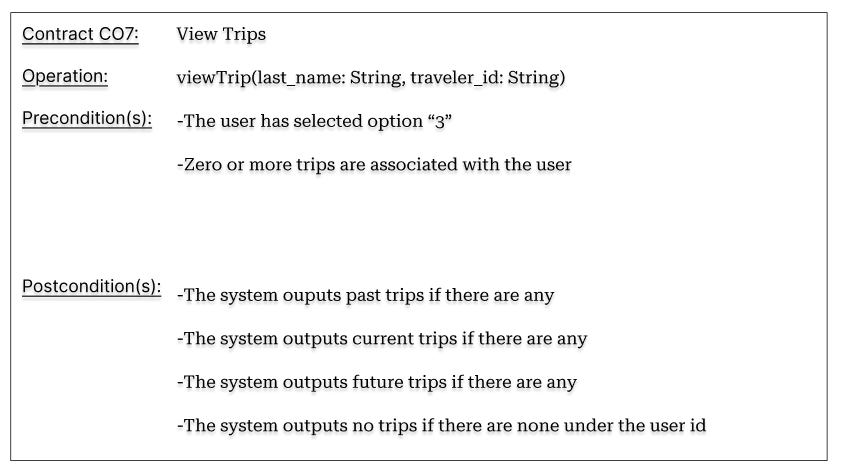 Contract CO7: View Trips
Operation: viewTrip(last_name: String, traveler_id: String)
Precondition(s): -The user has selected option “3”
-Zero or more trips are associated with the user
Postcondition(s): -The system ouputs past trips if there are any
-The system outputs current trips if there are any
-The system outputs future trips if there are any
-The system outputs no trips if there are none under the user id